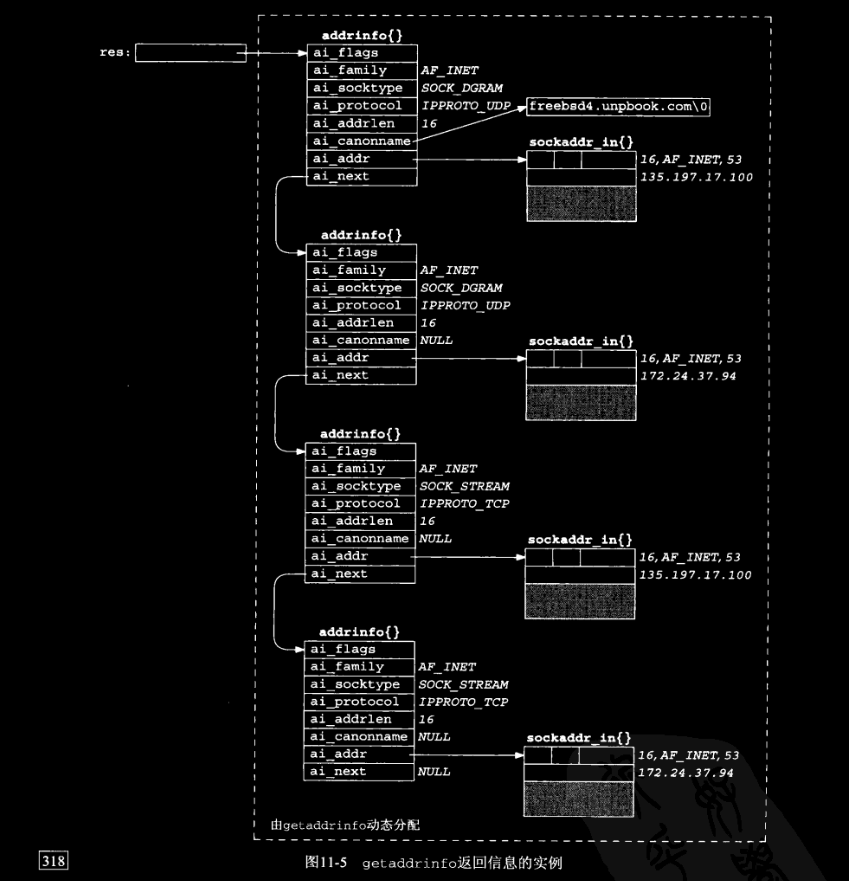 addrinfo{}
res:
ai_flags
ai_family AF_INET
ai_socktype SOCK_DGRAM
ai_protocol IPPROTO_UDP
freebsd4.unpbook.com\0
ai_addrlen 16
ai_canonname
sockaddr_in{}
ai_addr
16, AF_INET, 53
ai_next
135.197.17.100
addrinfo{}
ai_flags
ai_family AF_INET
ai_socktype SOCK_DGRAM
ai_protocol IPPROTO_UDP
ai_addrlen 16
ai_canonname NULL
sockaddr_in{}
ai_addr
16, AF_INET, 53
ai_next
172.24.37.94
addrinfo{}
ai_flags
ai_family AF_INET
ai_socktype SOCK_STREAM
ai_protocol IPPROTO_TCP
ai_addrlen 16
ai_canonname NULL
sockaddr_in{}
ai_addr
16, AF_INET, 53
ai_next
135.197.17.100
addrinfo{}
ai_flags
ai_family AF_INET
ai_socktype SOCK_STREAM
ai_protocol IPPROTO_TCP
ai_addrlen 16
ai_canonname NULL
sockaddr_in{}
ai_addr
16, AF_INET, 53
ai_next NULL
172.24.37.94
由getaddrinfo动态分配
318
图11-5 getaddrinfo返回信息的实例